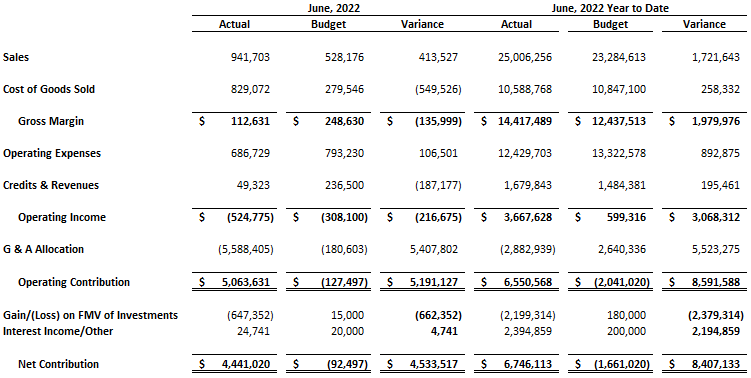 June, 2022 June, 2022 Year to Date
Actual Budget Variance Actual Budget Variance
Sales 941,703 528,176 413,527 25,006,256 23,284,613 1,721,643
Cost of Goods Sold 829,072 279,546 (549,526) 10,588,768 10,847,100 258,332
Gross Margin $ 112,631 $ 248,630 $ (135,999) $ 14,417,489 $ 12,437,513 $ 1,979,976
Operating Expenses 686,729 793,230 106,501 12,429,703 13,322,578 892,875
Credits & Revenues 49,323 236,500 (187,177) 1,679,843 1,484,381 195,461
Operating Income $ (524,775) $ (308,100) $ (216,675) $ 3,667,628 $ 599,316 $ 3,068,312
G & A Allocation (5,588,405) (180,603) 5,407,802 (2,882,939) 2,640,336 5,523,275
Operating Contribution $ 5,063,631 $ (127,497) $ 5,191,127 $ 6,550,568 $ (2,041,020) $ 8,591,588
Gain/(Loss) on FMV of Investments (647,352) 15,000 (662,352) (2,199,314) 180,000 (2,379,314)
Interest Income/Other 24,741 20,000 4,741 2,394,859 200,000 2,194,859
Net Contribution $ 4,441,020 $ (92,497) $ 4,533,517 $ 6,746,113 $ (1,661,020) $ 8,407,133